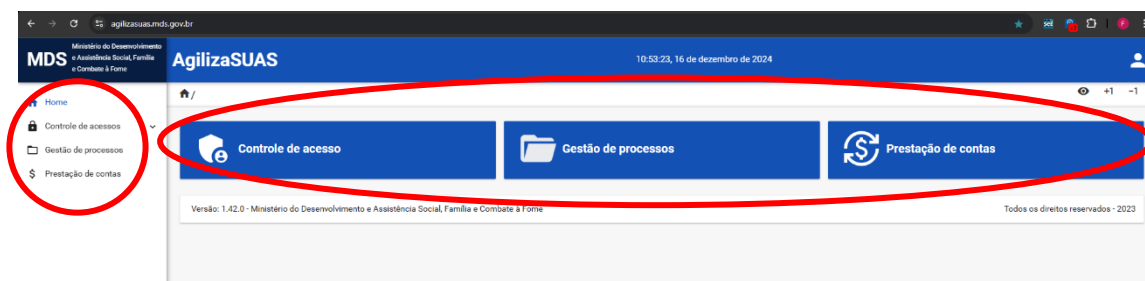 agilizasuas.mds.gov.br
MDS
Ministério do Desenvolvimento
e Assistência Social, Família
e Combate à Fome
AgilizaSUAS
10:53:23, 16 de dezembro de 2024
Home
/
+1 -1
Controle de acessos
Gestão de processos
Prestação de contas
Controle de acesso
Gestão de processos
Prestação de contas
Versão: 1.42.0 - Ministério do Desenvolvimento e Assistência Social, Família e Combate à Fome
Todos os direitos reservados - 2023